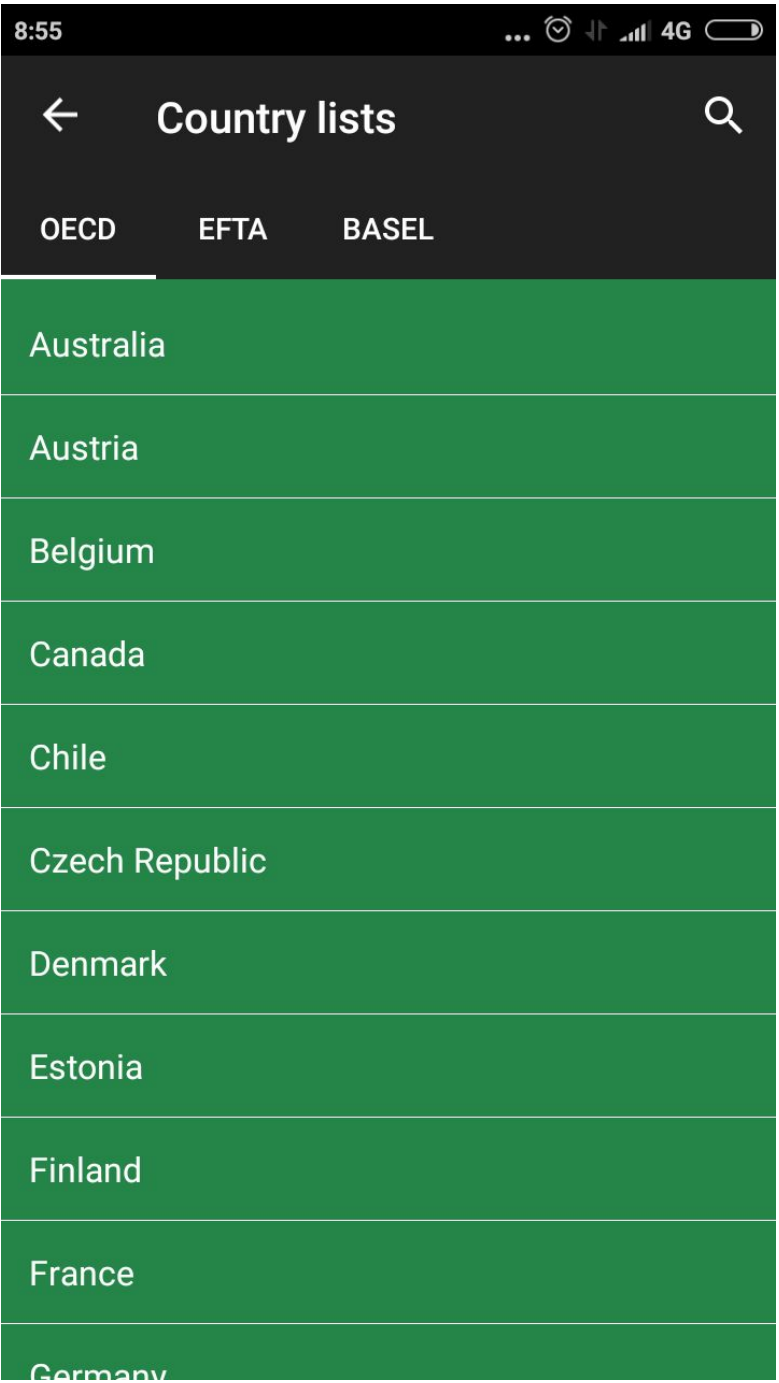 8:55 ... 4G
Country lists
OECD EFTA BASEL
Australia
Austria
Belgium
Canada
Chile
Czech Republic
Denmark
Estonia
Finland
France
Germany